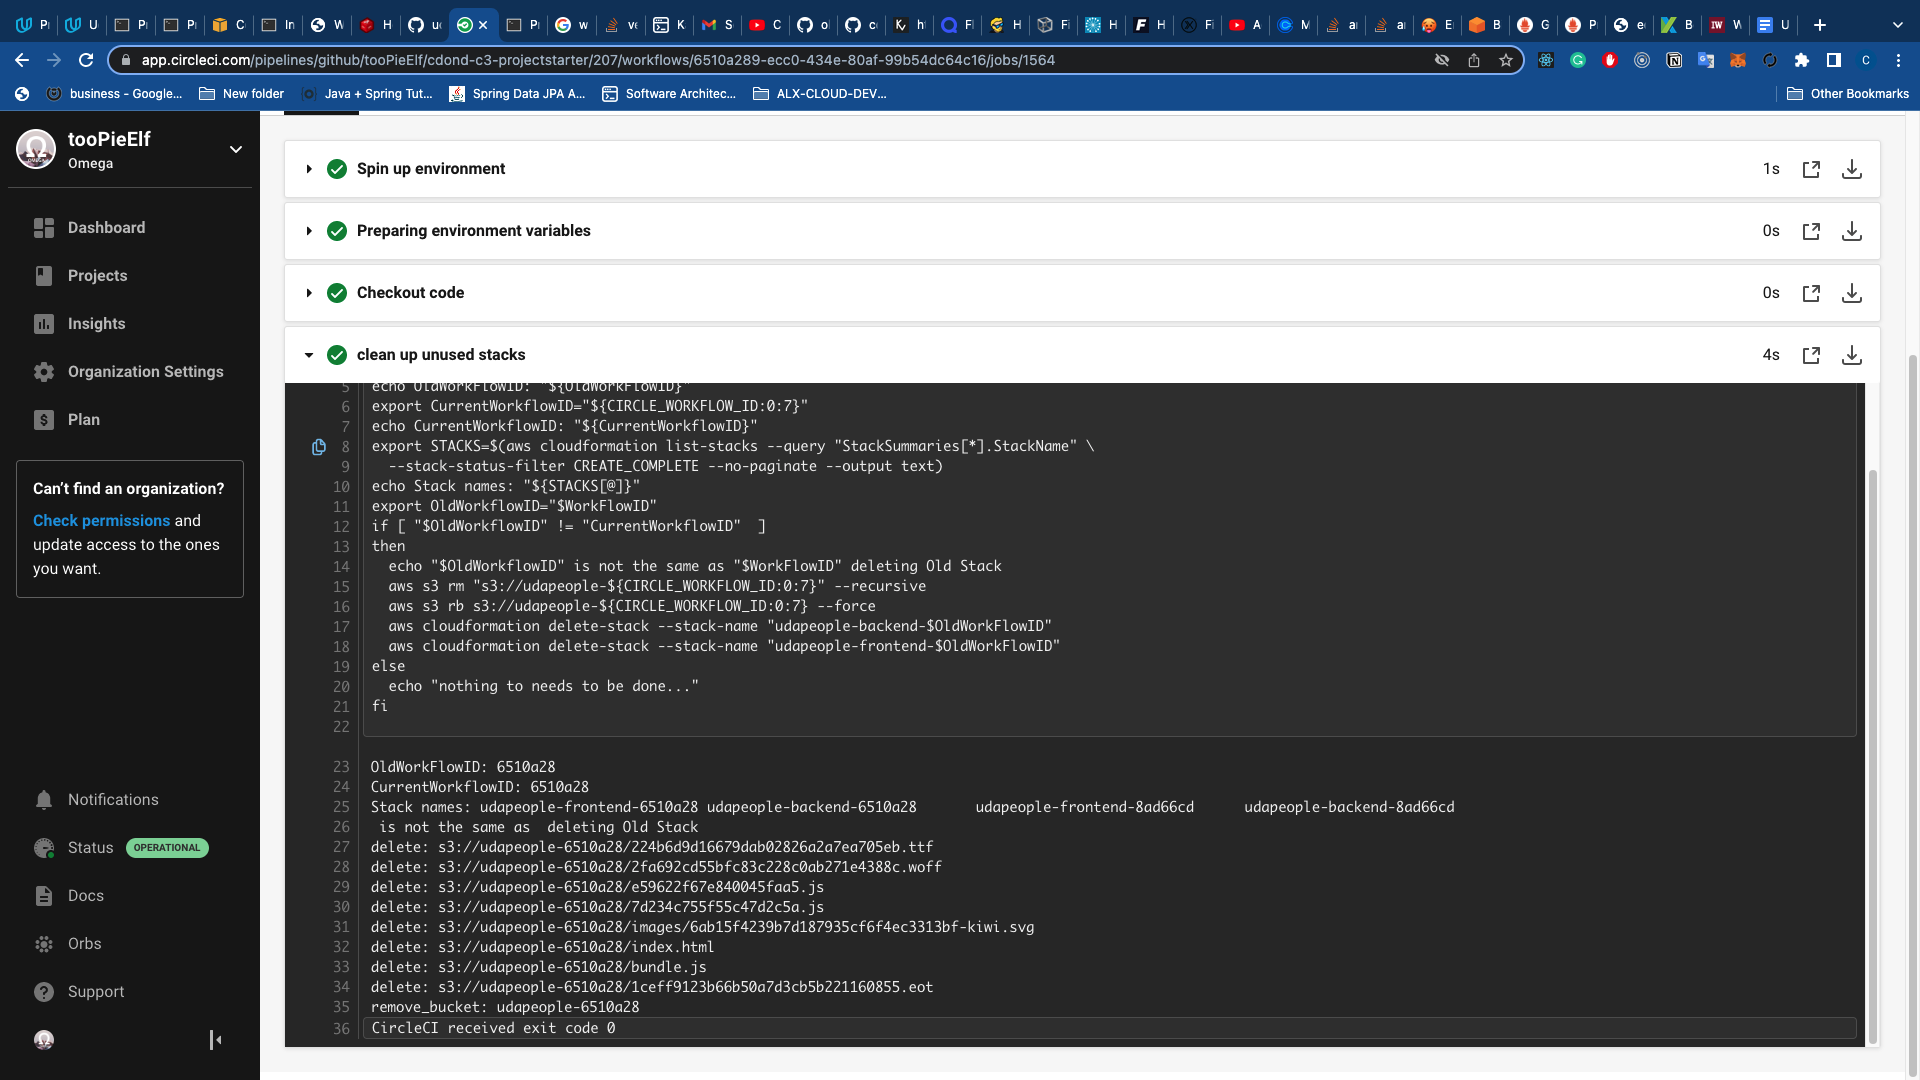 app.circleci.com/pipelines/github/tooPieElf/cdond-c3-projectstarter/207/workflows/6510a289-ecc0-434e-80af-99b54dc64c16/jobs/1564
business - Google...
New folder
Java + Spring Tut...
Spring Data JPA A...
Software Architec...
ALX-CLOUD-DEV...
Other Bookmarks
tooPieElf
Omega
Dashboard
Projects
Insights
Organization Settings
Plan
Can't find an organization?
Check permissions and
update access to the ones
you want.
Notifications
Status OPERATIONAL
Docs
Orbs
Support
Spin up environment 1s
Preparing environment variables 0s
Checkout code 0s
clean up unused stacks 4s
5 echo OldWorkFlowID: "${OldWorkFlowID}"
6 export CurrentWorkflowID="${CIRCLE_WORKFLOW_ID:0:7}"
7 echo CurrentWorkflowID: "${CurrentWorkflowID}"
8 export STACKS=$(aws cloudformation list-stacks --query "StackSummaries[*].StackName" \
9 --stack-status-filter CREATE_COMPLETE --no-paginate --output text)
10 echo Stack names: "${STACKS[@]}"
11 export OldWorkflowID="$WorkFlowID"
12 if [ "$OldWorkflowID" != "CurrentWorkflowID"  ]
13 then
14 echo "$OldWorkflowID" is not the same as "$WorkFlowID" deleting Old Stack
15 aws s3 rm "s3://udapeople-${CIRCLE_WORKFLOW_ID:0:7}" --recursive
16 aws s3 rb s3://udapeople-${CIRCLE_WORKFLOW_ID:0:7} --force
17 aws cloudformation delete-stack --stack-name "udapeople-backend-$OldWorkFlowID"
18 aws cloudformation delete-stack --stack-name "udapeople-frontend-$OldWorkFlowID"
19 else
20 echo "nothing to needs to be done..."
21 fi
22
23 OldWorkFlowID: 6510a28
24 CurrentWorkflowID: 6510a28
25 Stack names: udapeople-frontend-6510a28 udapeople-backend-6510a28 udapeople-frontend-8ad66cd udapeople-backend-8ad66cd
26 is not the same as  deleting Old Stack
27 delete: s3://udapeople-6510a28/224b6d9d16679dab02826a2a7ea705eb.ttf
28 delete: s3://udapeople-6510a28/2fa692cd55bfc83c228c0ab271e4388c.woff
29 delete: s3://udapeople-6510a28/e59622f67e840045faa5.js
30 delete: s3://udapeople-6510a28/7d234c755f55c47d2c5a.js
31 delete: s3://udapeople-6510a28/images/6ab15f4239b7d187935cf6f4ec3313bf-kiwi.svg
32 delete: s3://udapeople-6510a28/index.html
33 delete: s3://udapeople-6510a28/bundle.js
34 delete: s3://udapeople-6510a28/1ceff9123b66b50a7d3cb5b221160855.eot
35 remove_bucket: udapeople-6510a28
36 CircleCI received exit code 0